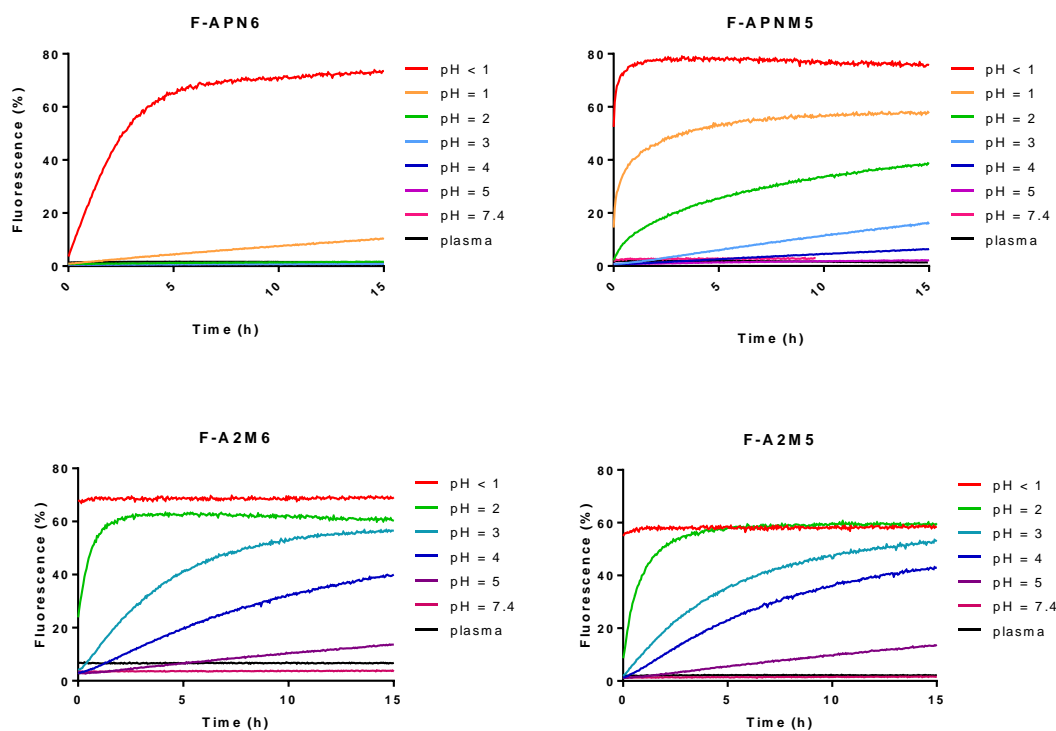 F-APN6
Fluorescence (%)
80
60
40
20
0
0
5
10
15
Time (h)
pH < 1
pH = 1
pH = 2
pH = 3
pH = 4
pH = 5
pH = 7.4
plasma
F-APNM5
80
60
40
20
0
0
5
10
15
Time (h)
pH < 1
pH = 1
pH = 2
pH = 3
pH = 4
pH = 5
pH = 7.4
plasma
F-A2M6
Fluorescence (%)
80
60
40
20
0
0
5
10
15
Time (h)
pH < 1
pH = 2
pH = 3
pH = 4
pH = 5
pH = 7.4
plasma
F-A2M5
Fluorescence (%)
80
60
40
20
0
0
5
10
15
Time (h)
pH < 1
pH = 2
pH = 3
pH = 4
pH = 5
pH = 7.4
plasma